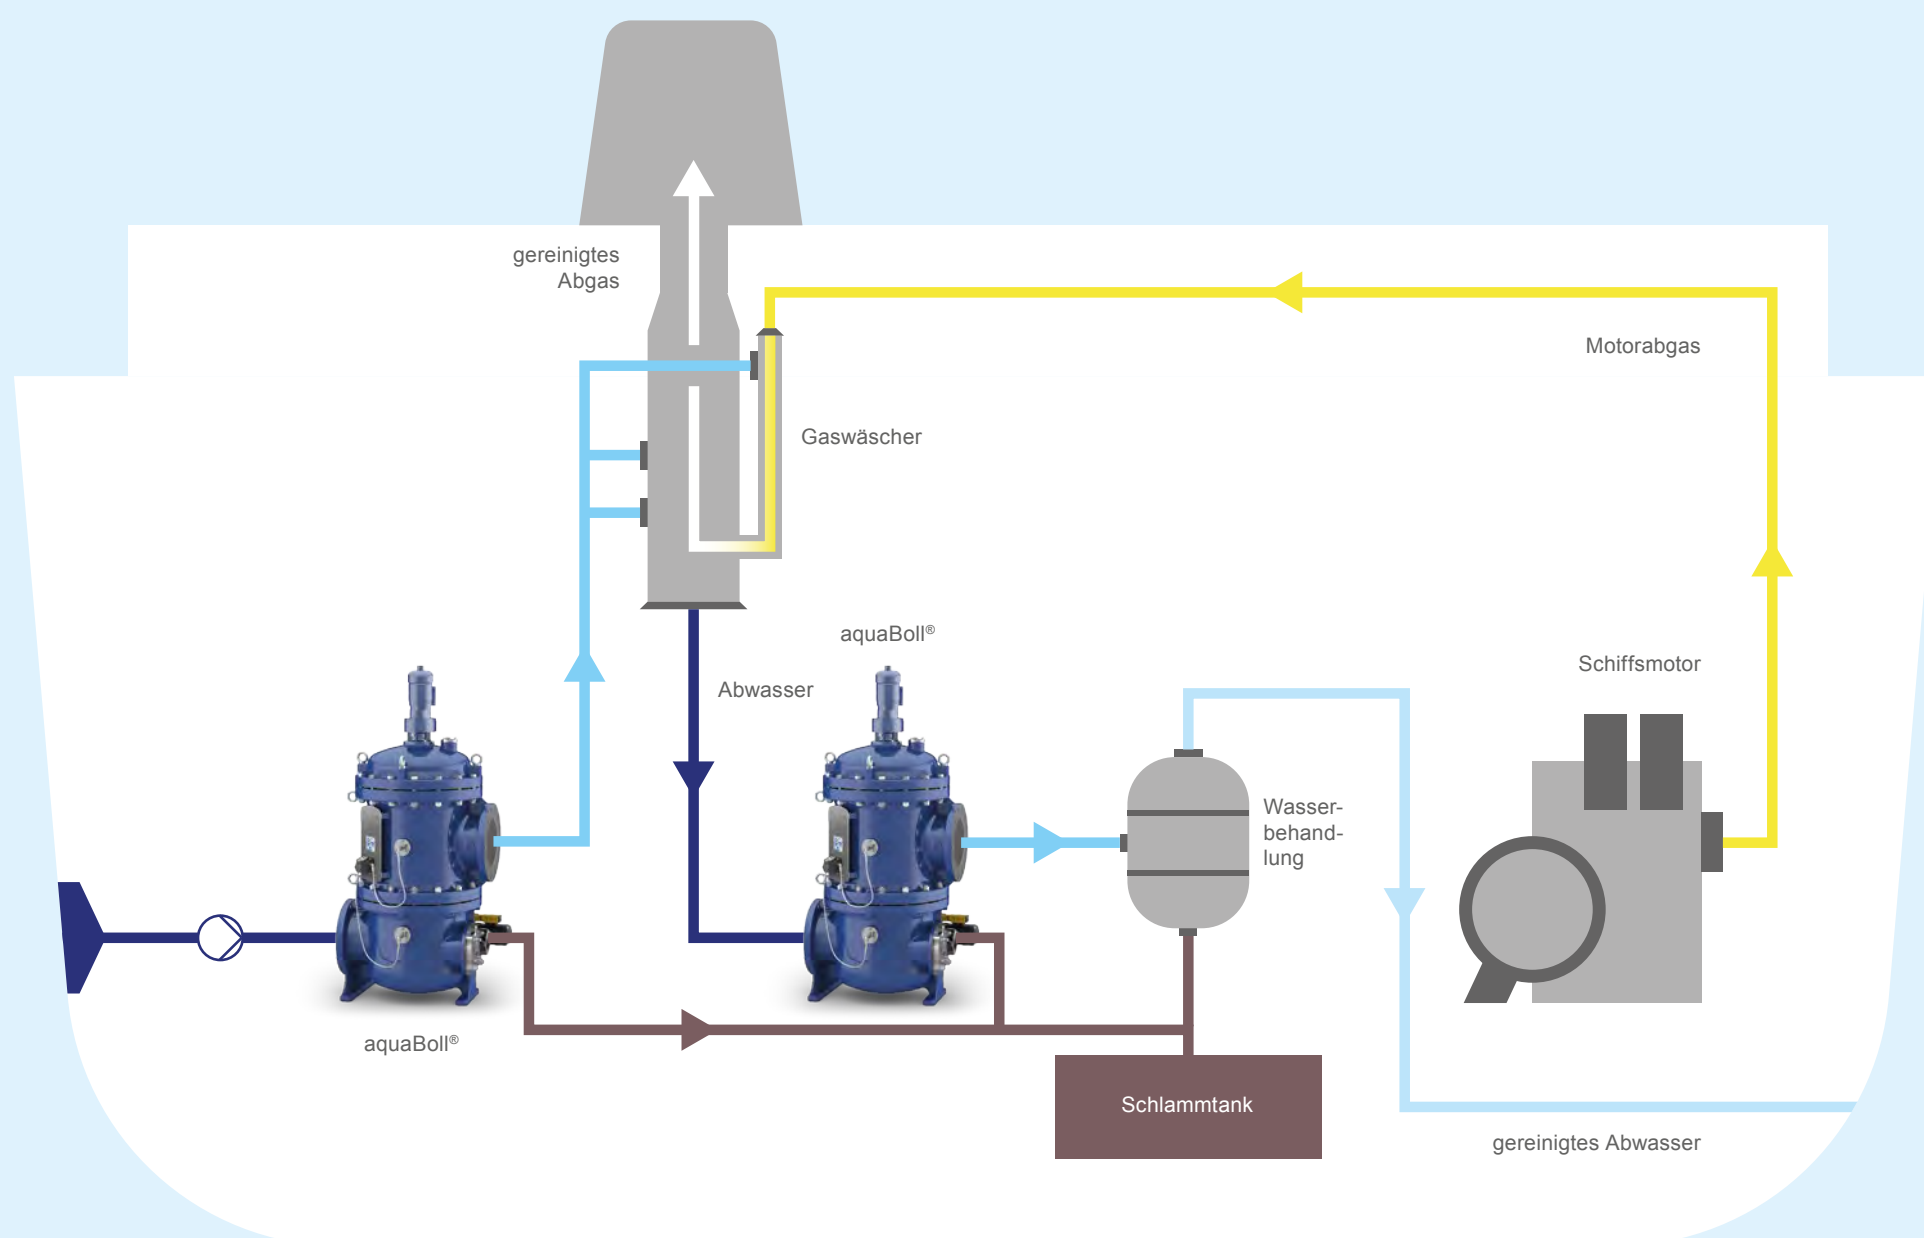 gereinigtes
Abgas
Motorabgas
Gaswäscher
aquaBoll®
Schiffsmotor
Abwasser
Wasser-
behand-
lung
aquaBoll®
Schlammtank
gereinigtes Abwasser